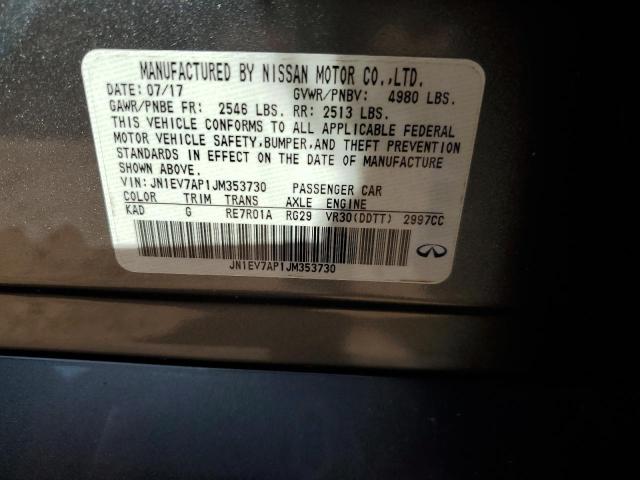 MANUFACTURED BY NISSAN MOTOR CO.,LTD.
DATE: 07/17 GVWR/PNBV: 4980 LBS.
GAWR/PNBE FR: 2546 LBS. RR: 2513 LBS.
THIS VEHICLE CONFORMS TO ALL APPLICABLE FEDERAL
MOTOR VEHICLE SAFETY,BUMPER,AND THEFT PREVENTION
STANDARDS IN EFFECT ON THE DATE OF MANUFACTURE
SHOWN ABOVE.
VIN: JN1EV7AP1JM353730 PASSENGER CAR
COLOR TRIM TRANS AXLE ENGINE
KAD G RE7R01A RG29 VR30(DDTT) 2997CC
JN1EV7AP1JM353730